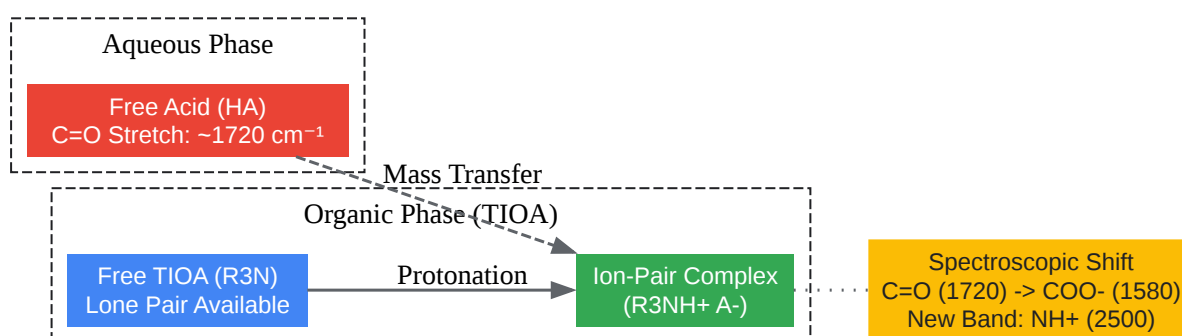 Aqueous Phase
Free Acid (HA)
C=O Stretch: ~1720 cm⁻¹
Mass Transfer
Organic Phase (TIOA)
Free TIOA (R3N)
Lone Pair Available
Protonation
Ion-Pair Complex
(R3NH+ A-)
Spectroscopic Shift
C=O (1720) -> COO- (1580)
New Band: NH+ (2500)